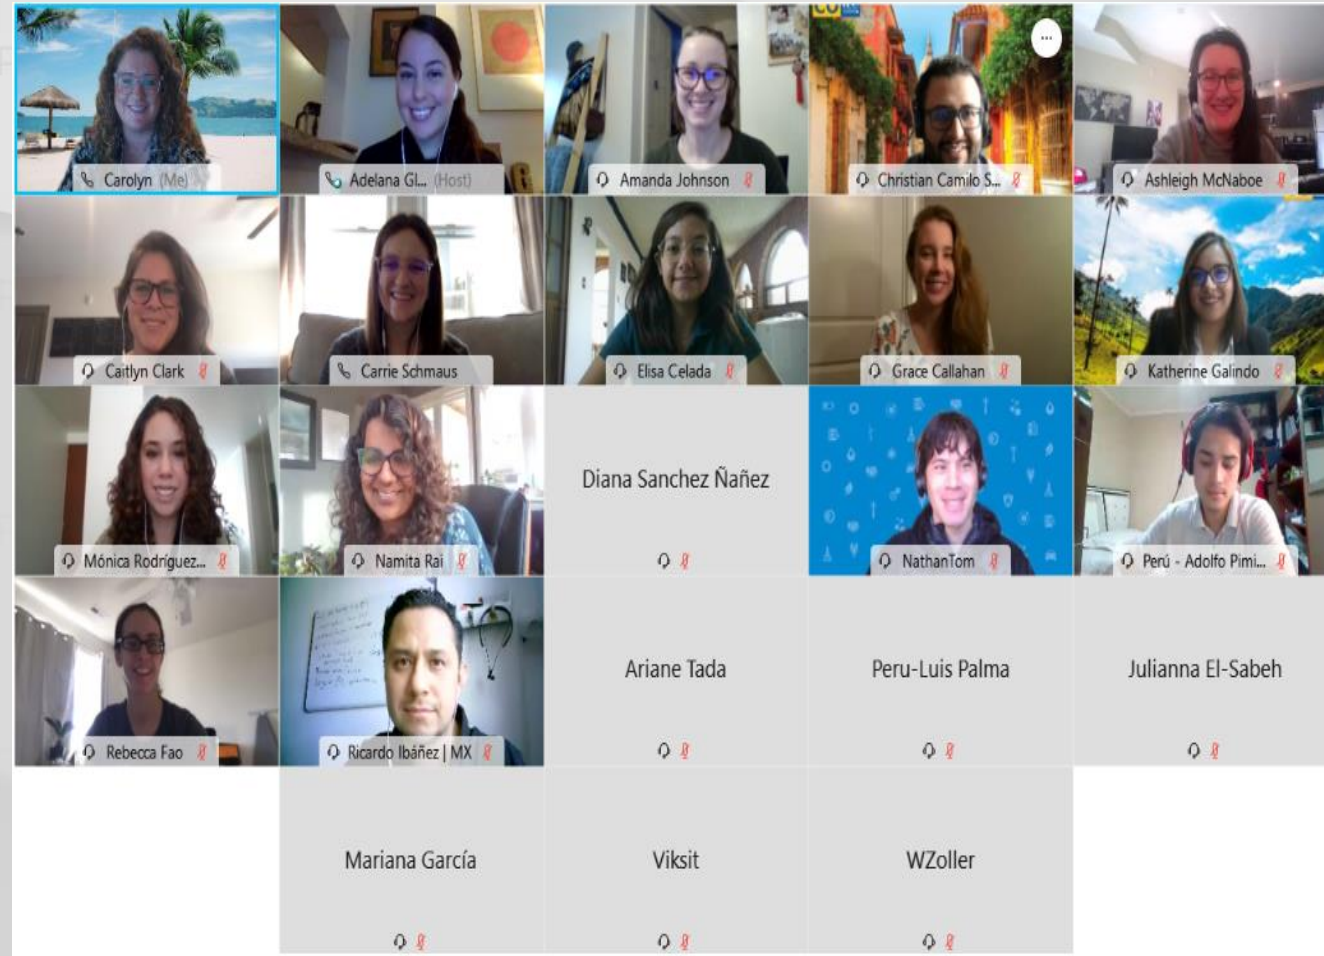 Carolyn (Me)
Adelana Gl... (Host)
Amanda Johnson
Christian Camilo S...
Ashleigh McNaboe
Caitlyn Clark
Carrie Schmaus
Elisa Celada
Grace Callahan
Katherine Galindo
Mónica Rodríguez...
Namita Rai
Diana Sanchez Ñañez
NathanTom
Perú - Adolfo Pimi...
Rebecca Fao
Ricardo Ibáñez | MX
Ariane Tada
Peru-Luis Palma
Julianna El-Sabeh
Mariana García
Viksit
WZoller